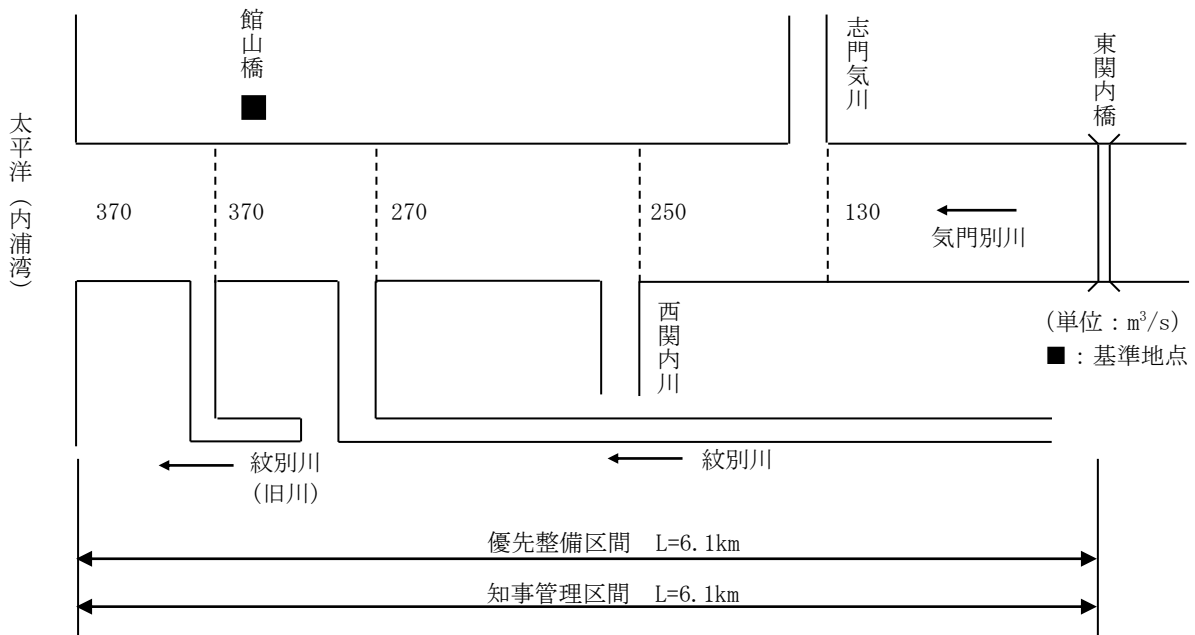 館山橋
志門気川
東関内橋
太平洋（内浦湾）
370
370
270
250
130
気門別川
西関内川
(単位：m³/s)
■：基準地点
紋別川
（旧川）
紋別川
優先整備区間　L=6.1km
知事管理区間　L=6.1km